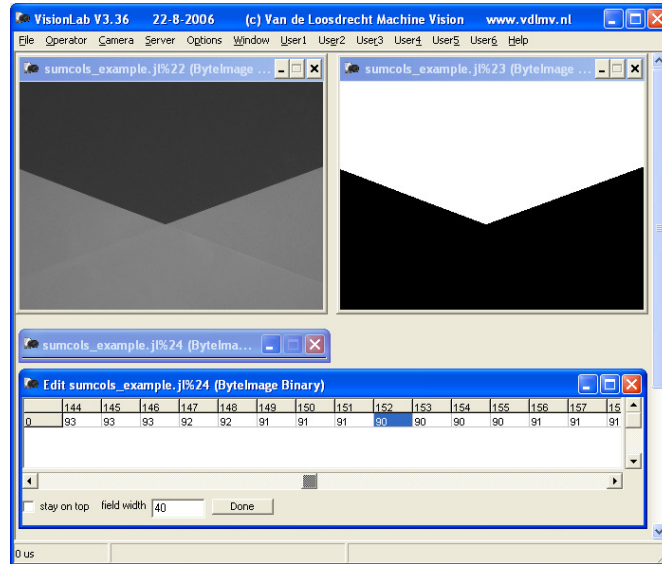 VisionLab V3.36 22-8-2006 (c) Van de Loosdrecht Machine Vision www.vdlmv.nl
File Operator Camera Server Options Window User1 User2 User3 User4 User5 User6 Help
sumcols_example.jl%22 (ByteImage ...
sumcols_example.jl%23 (ByteImage ...
sumcols_example.jl%24 (ByteIma...
Edit sumcols_example.jl%24 (ByteImage Binary)
144 145 146 147 148 149 150 151 152 153 154 155 156 157 15
0 93 93 93 92 92 91 91 91 90 90 90 90 91 91 91
stay on top field width 40 Done
0 us